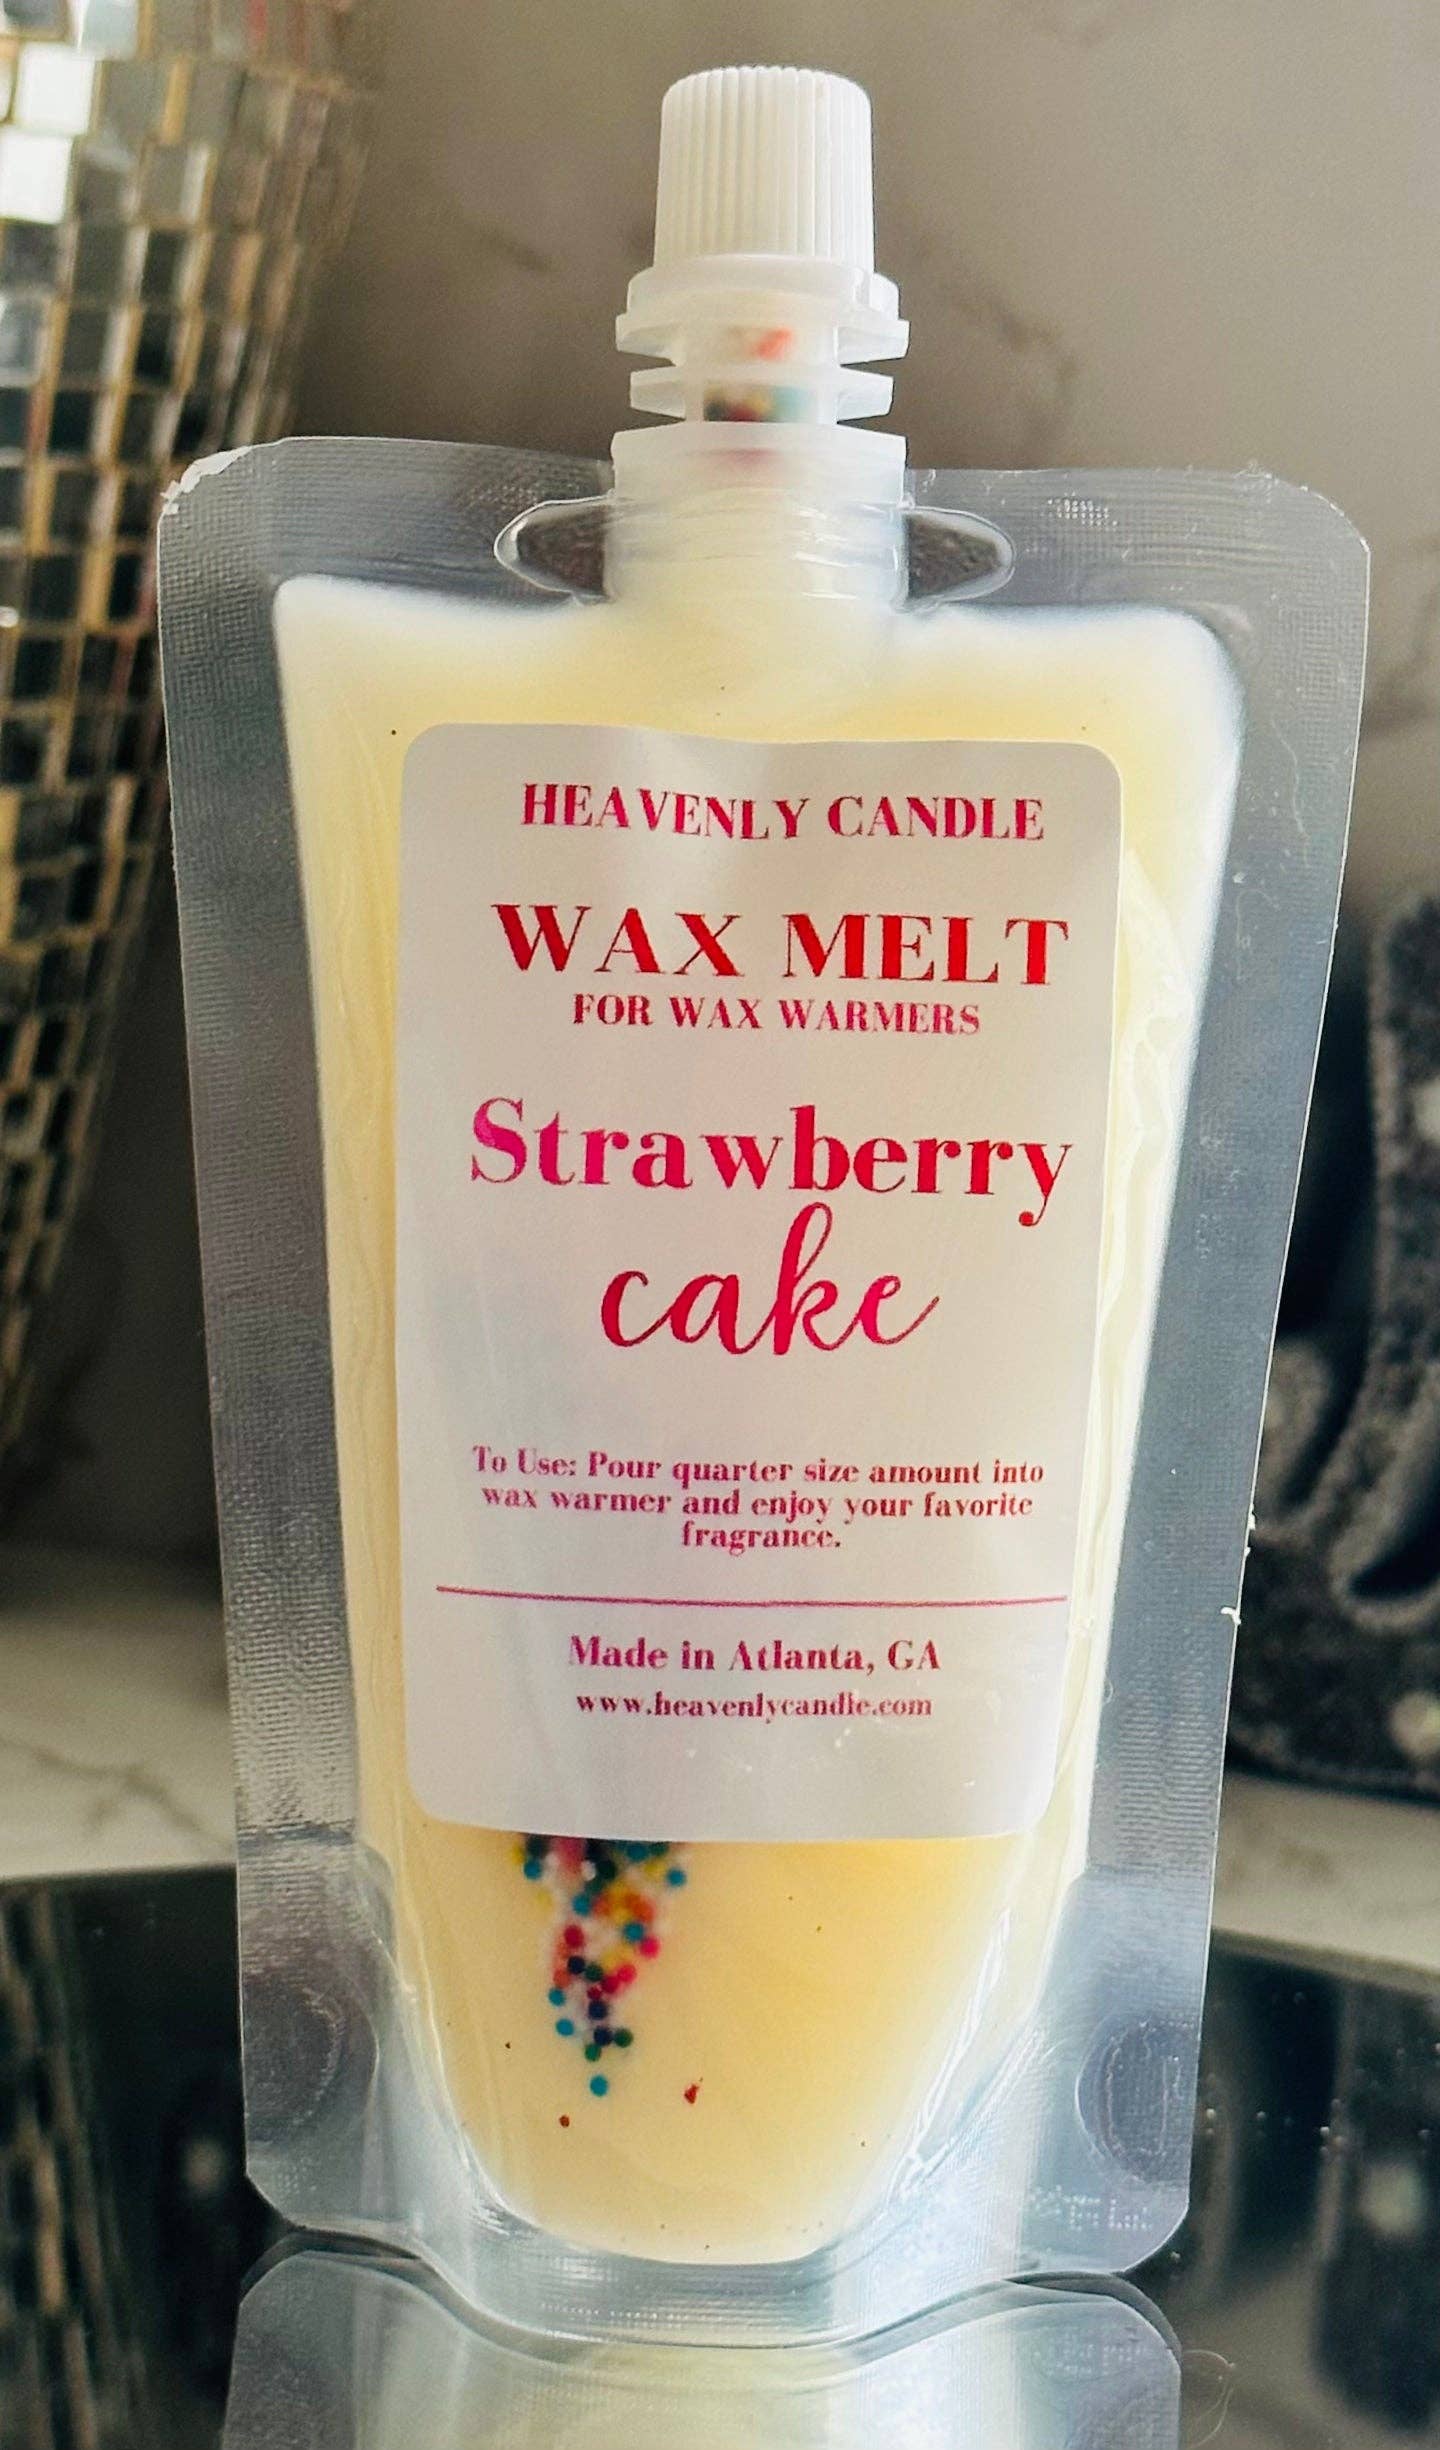 HEAVENLY CANDLE
WAX MELT
FOR WAX WARMERS
Strawberry
cake
To Use: Pour quarter size amount into
wax warmer and enjoy your favorite
fragrance.
Made in Atlanta, GA
www.heavenlycandle.com